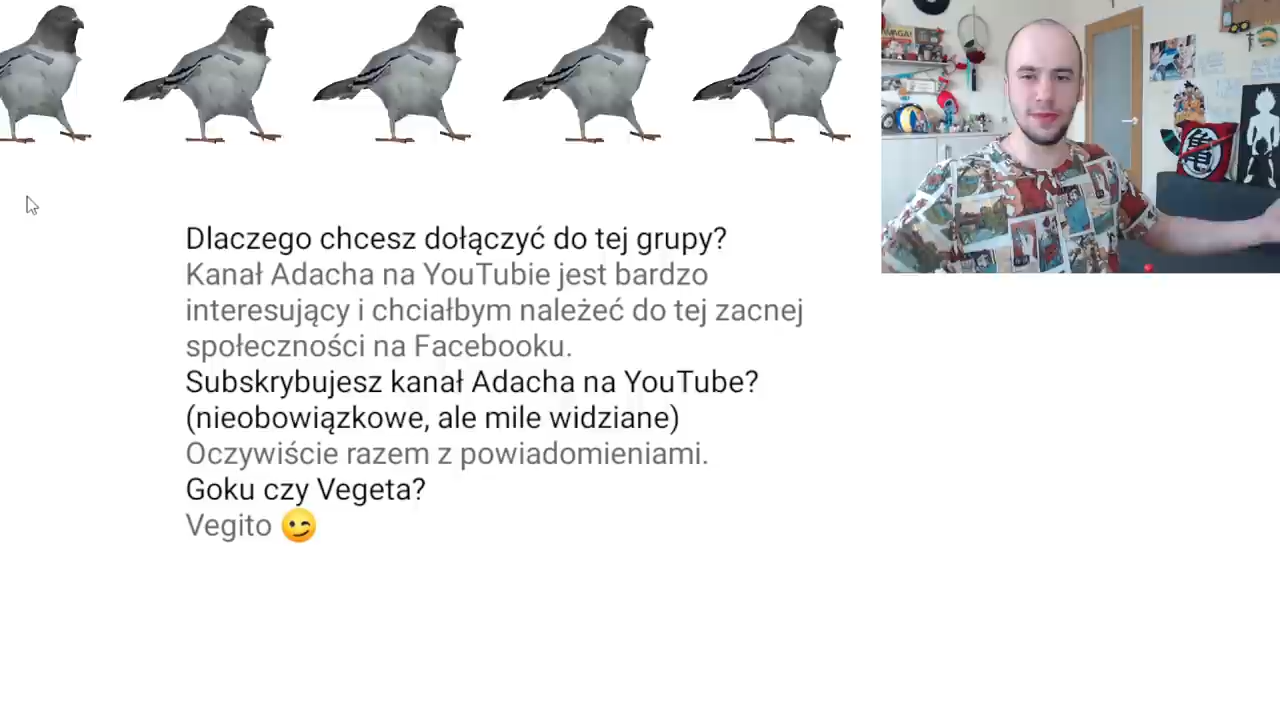 Dlaczego chcesz dołączyć do tej grupy?
Kanał Adacha na YouTubie jest bardzo
interesujący i chciałbym należeć do tej zacnej
społeczności na Facebooku.
Subskrybujesz kanał Adacha na YouTube?
(nieobowiązkowe, ale mile widziane)
Oczywiście razem z powiadomieniami.
Goku czy Vegeta?
Vegito 😉
亀